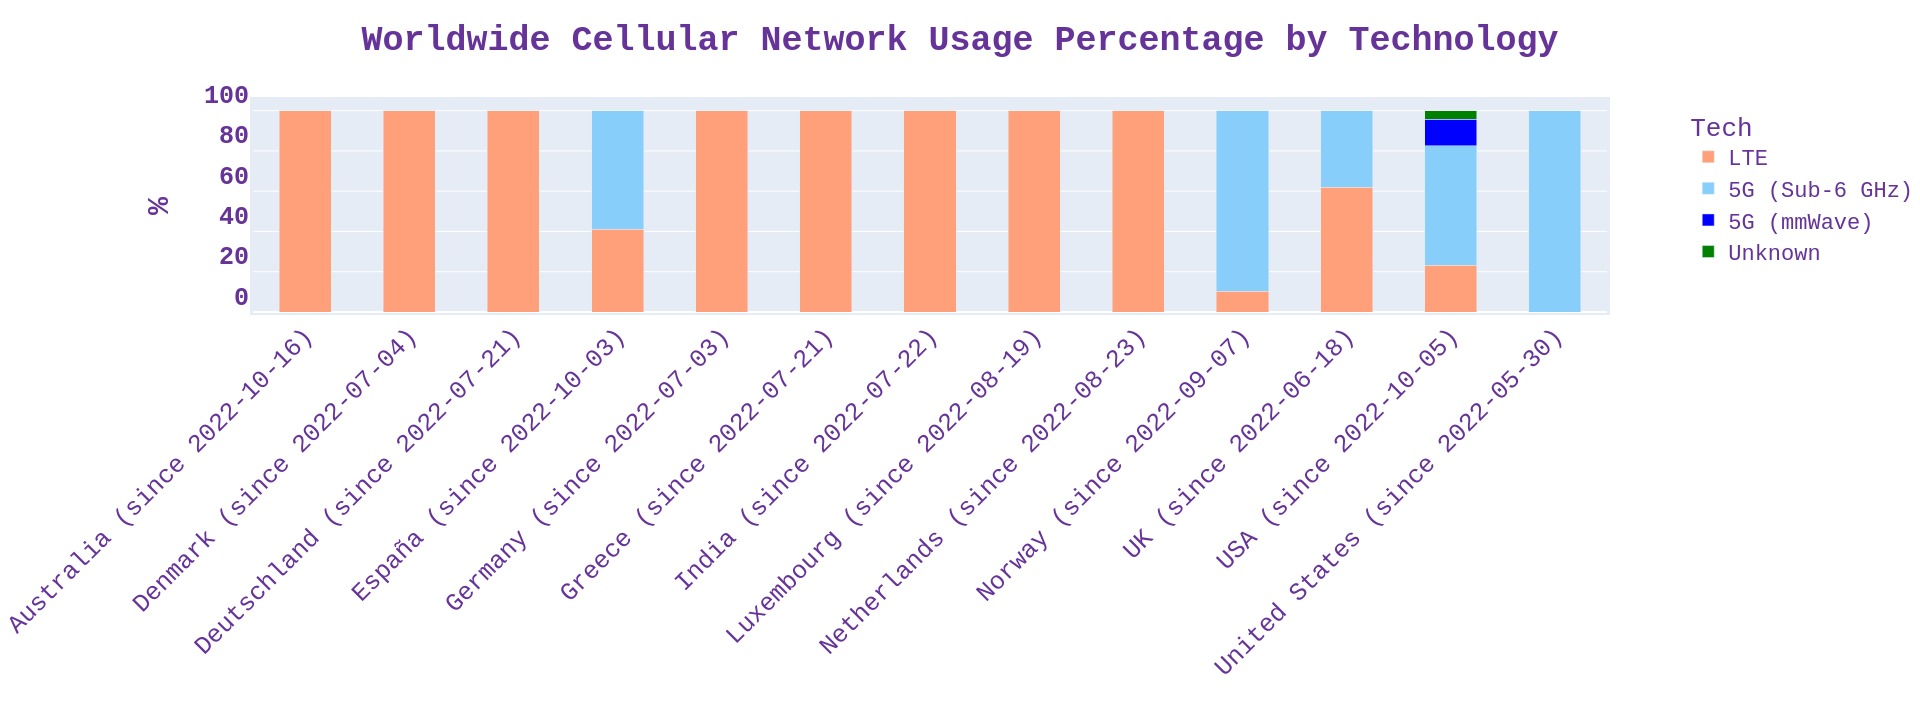 Worldwide Cellular Network Usage Percentage by Technology
100
80
60
40
20
0
%
Tech
LTE
5G (Sub-6 GHz)
5G (mmWave)
Unknown
Australia (since 2022-10-16)
Denmark (since 2022-07-04)
Deutschland (since 2022-07-21)
España (since 2022-10-03)
Germany (since 2022-07-03)
Greece (since 2022-07-21)
India (since 2022-07-22)
Luxembourg (since 2022-08-19)
Netherlands (since 2022-08-23)
Norway (since 2022-09-07)
UK (since 2022-06-18)
USA (since 2022-10-05)
United States (since 2022-05-30)